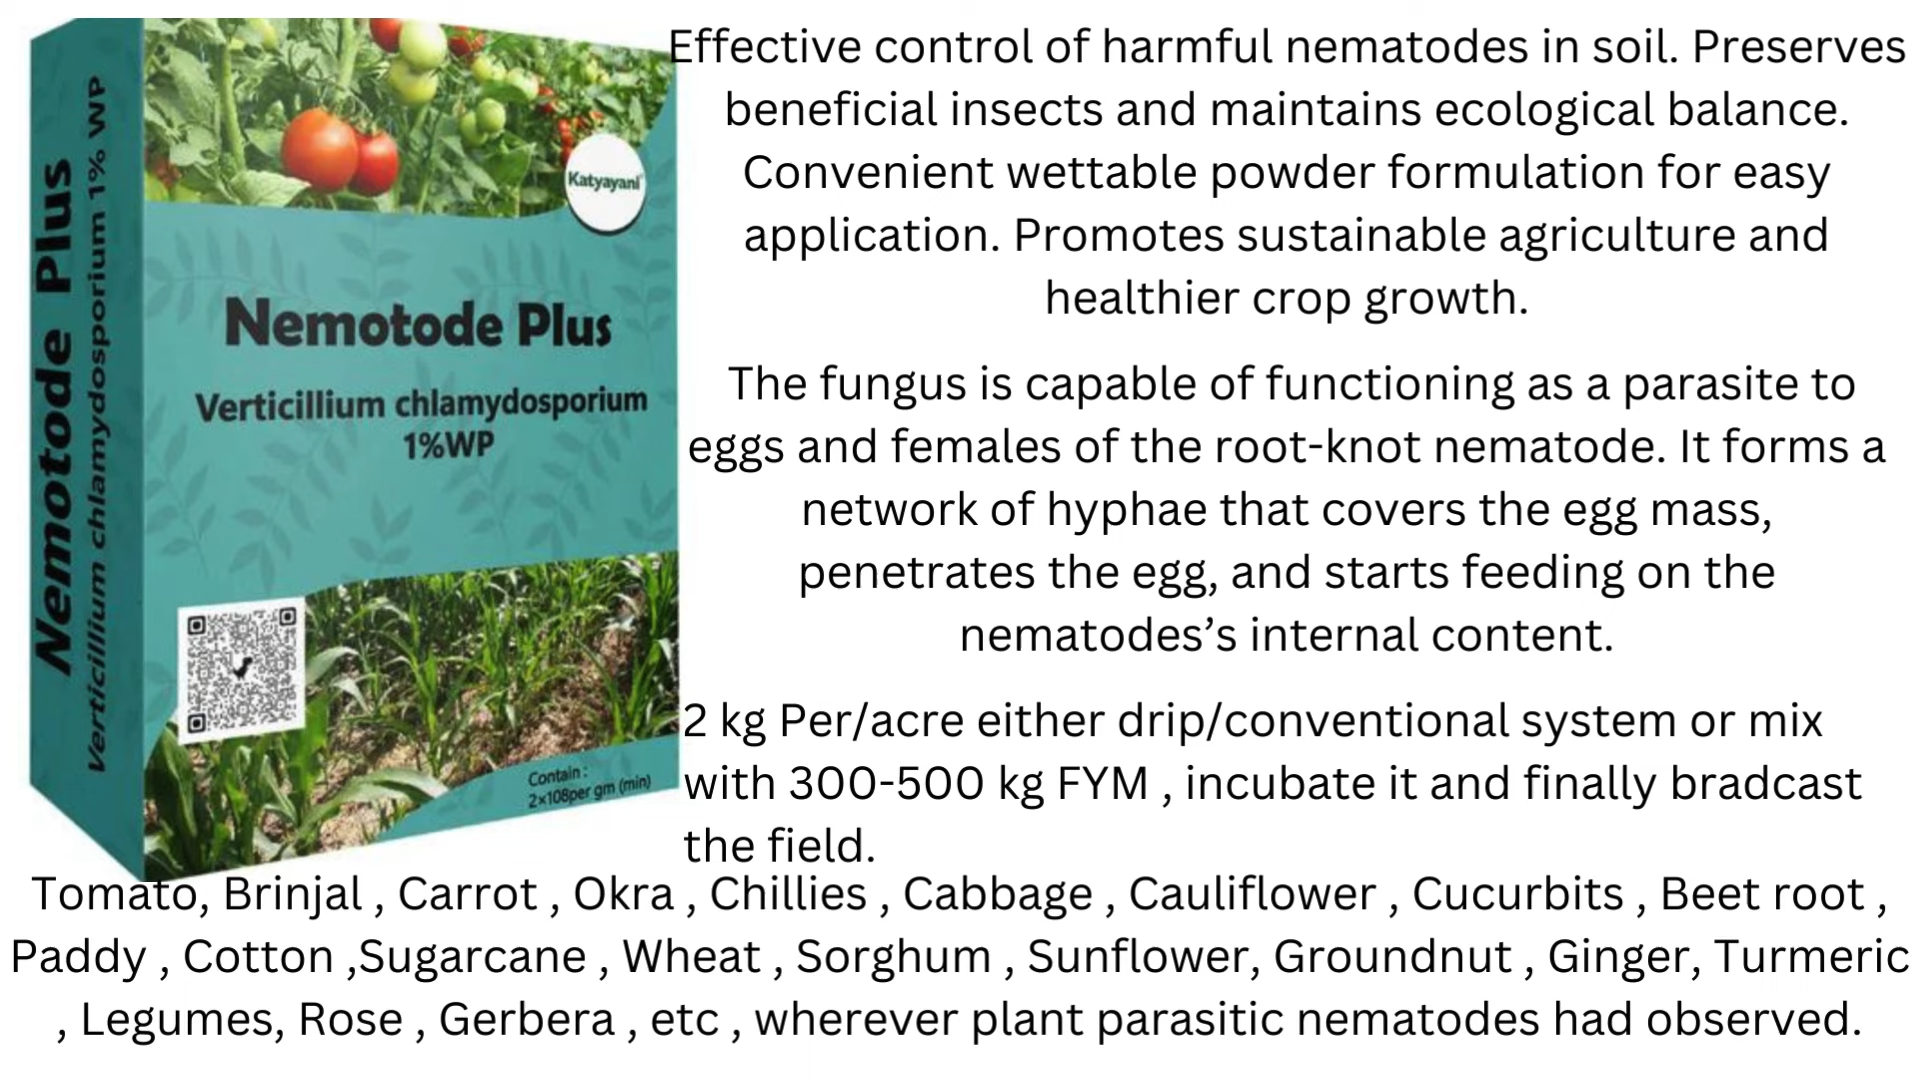 Nemotode Plus
Verticillium chlamydosporium 1% WP
Katyayani
Nemotode Plus
Verticillium chlamydosporium
1%WP
Contain :
2×108per gm (min)
Effective control of harmful nematodes in soil. Preserves
beneficial insects and maintains ecological balance.
Convenient wettable powder formulation for easy
application. Promotes sustainable agriculture and
healthier crop growth.
The fungus is capable of functioning as a parasite to
eggs and females of the root-knot nematode. It forms a
network of hyphae that covers the egg mass,
penetrates the egg, and starts feeding on the
nematodes’s internal content.
2 kg Per/acre either drip/conventional system or mix
with 300-500 kg FYM , incubate it and finally bradcast
the field.
Tomato, Brinjal , Carrot , Okra , Chillies , Cabbage , Cauliflower , Cucurbits , Beet root ,
Paddy , Cotton ,Sugarcane , Wheat , Sorghum , Sunflower, Groundnut , Ginger, Turmeric
, Legumes, Rose , Gerbera , etc , wherever plant parasitic nematodes had observed.